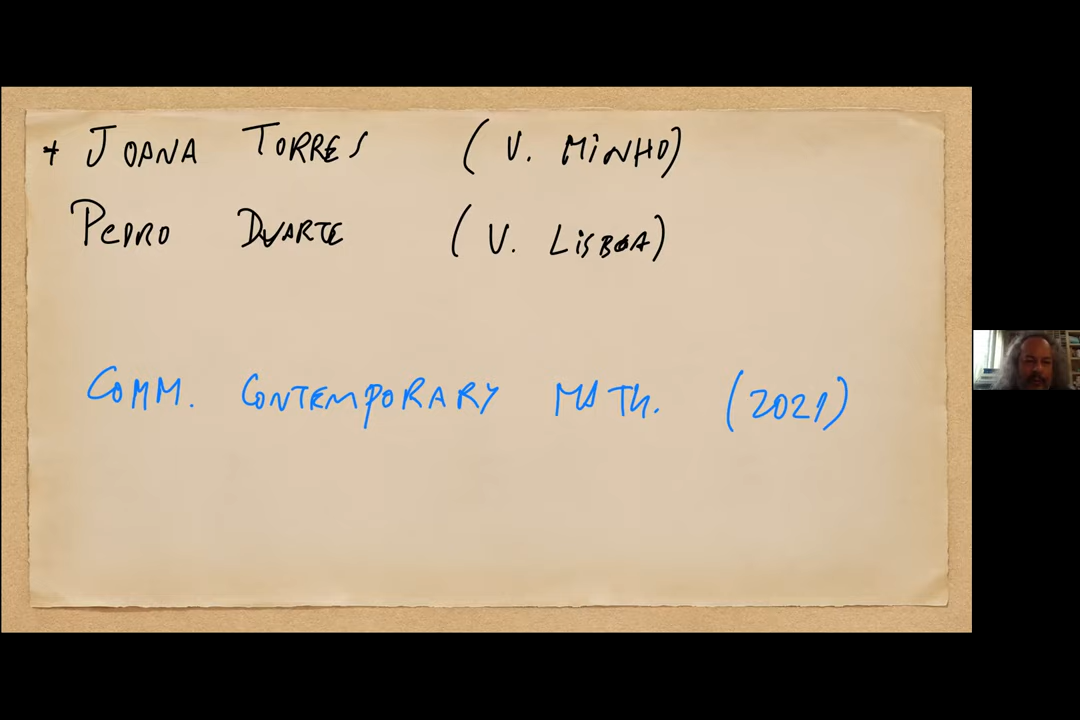 + JOANA TORRES (U. MINHO)
PEDRO DUARTE (U. LISBOA)
COMM. CONTEMPORARY MATH. (2021)